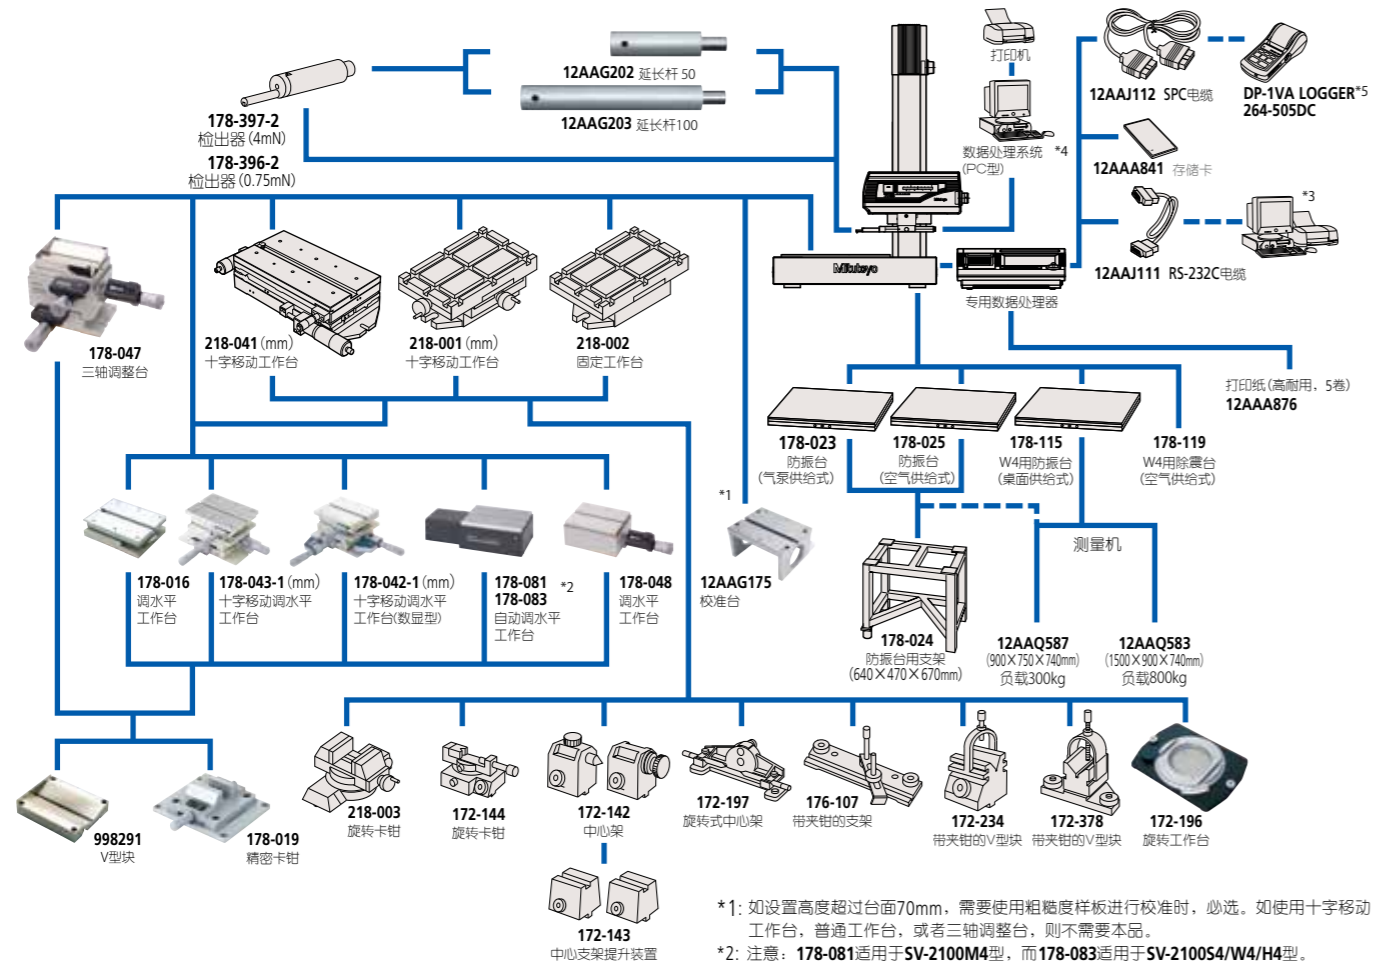 打印机
12AAG202 延长杆 50
12AAG203 延长杆100
178-397-2
检出器(4mN)
178-396-2
检出器(0.75mN)
数据处理系统 *4
(PC型)
12AAJ112 SPC电缆
DP-1VA LOGGER*5
264-505DC
12AAA841 存储卡
*3
12AAJ111 RS-232C电缆
Mitutoyo
专用数据处理器
178-047
三轴调整台
218-041(mm)
十字移动工作台
218-001(mm)
十字移动工作台
218-002
固定工作台
打印纸(高耐用，5卷)
12AAA876
178-023
防振台
(气泵供给式)
178-025
防振台
(空气供给式)
178-115
W4用防振台
(桌面供给式)
178-119
W4用除震台
(空气供给式)
*1
测量机
178-016
调水平
工作台
178-043-1(mm)
十字移动调水平
工作台
178-042-1(mm)
十字移动调水平
工作台(数显型)
178-081
178-083 *2
自动调水平
工作台
178-048
调水平
工作台
12AAG175
校准台
178-024
防振台用支架
(640×470×670mm)
12AAQ587
(900×750×740mm)
负载300kg
12AAQ583
(1500×900×740mm)
负载800kg
998291
V型块
178-019
精密卡钳
218-003
旋转卡钳
172-144
旋转卡钳
172-142
中心架
172-197
旋转式中心架
176-107
带夹钳的支架
172-234
带夹钳的V型块
172-378
带夹钳的V型块
172-196
旋转工作台
172-143
中心支架提升装置
*1: 如设置高度超过台面70mm，需要使用粗糙度样板进行校准时，必选。如使用十字移动
工作台，普通工作台，或者三轴调整台，则不需要本品。
*2: 注意：178-081适用于SV-2100M4型，而178-083适用于SV-2100S4/W4/H4型。